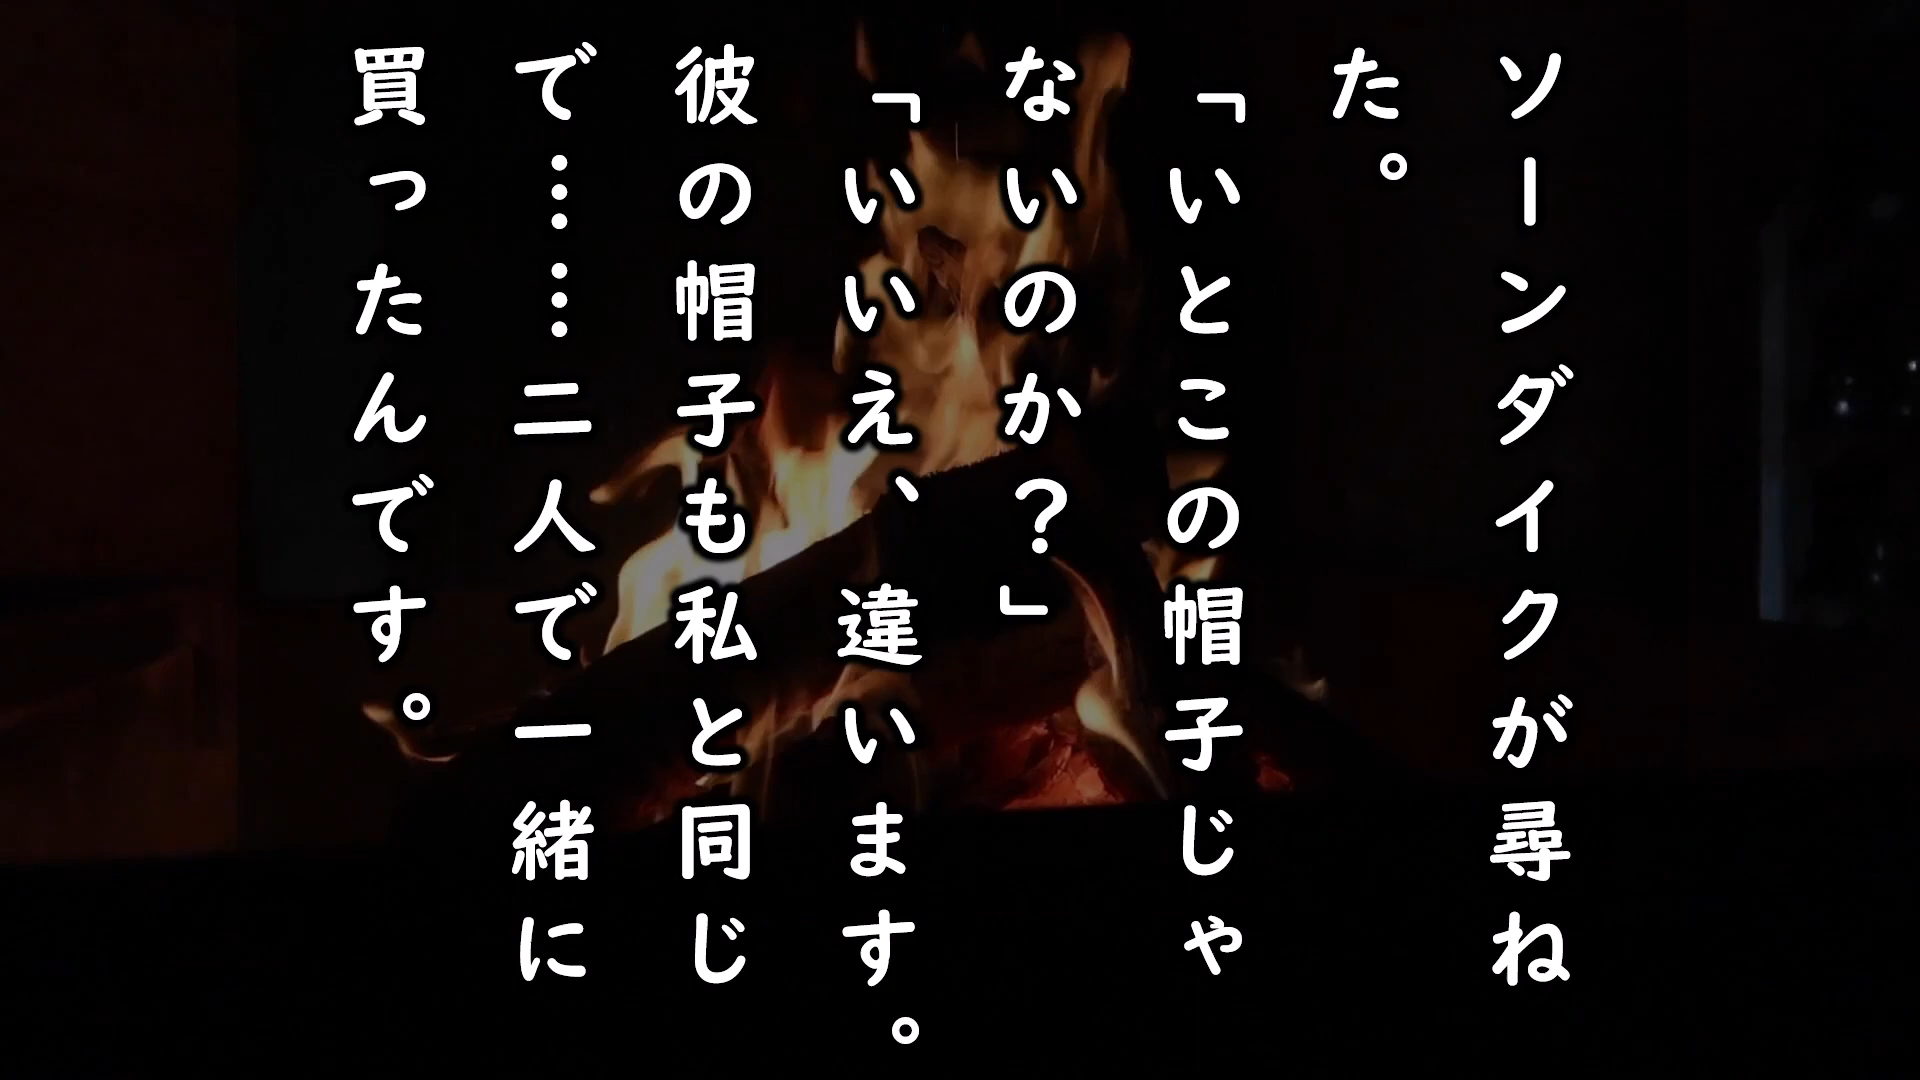 ソーンダイクが尋ね
た。
「いとこの帽子じゃ
ないのか？」
「いいえ、違います。
彼の帽子も私と同じ
で……二人で一緒に
買ったんです。